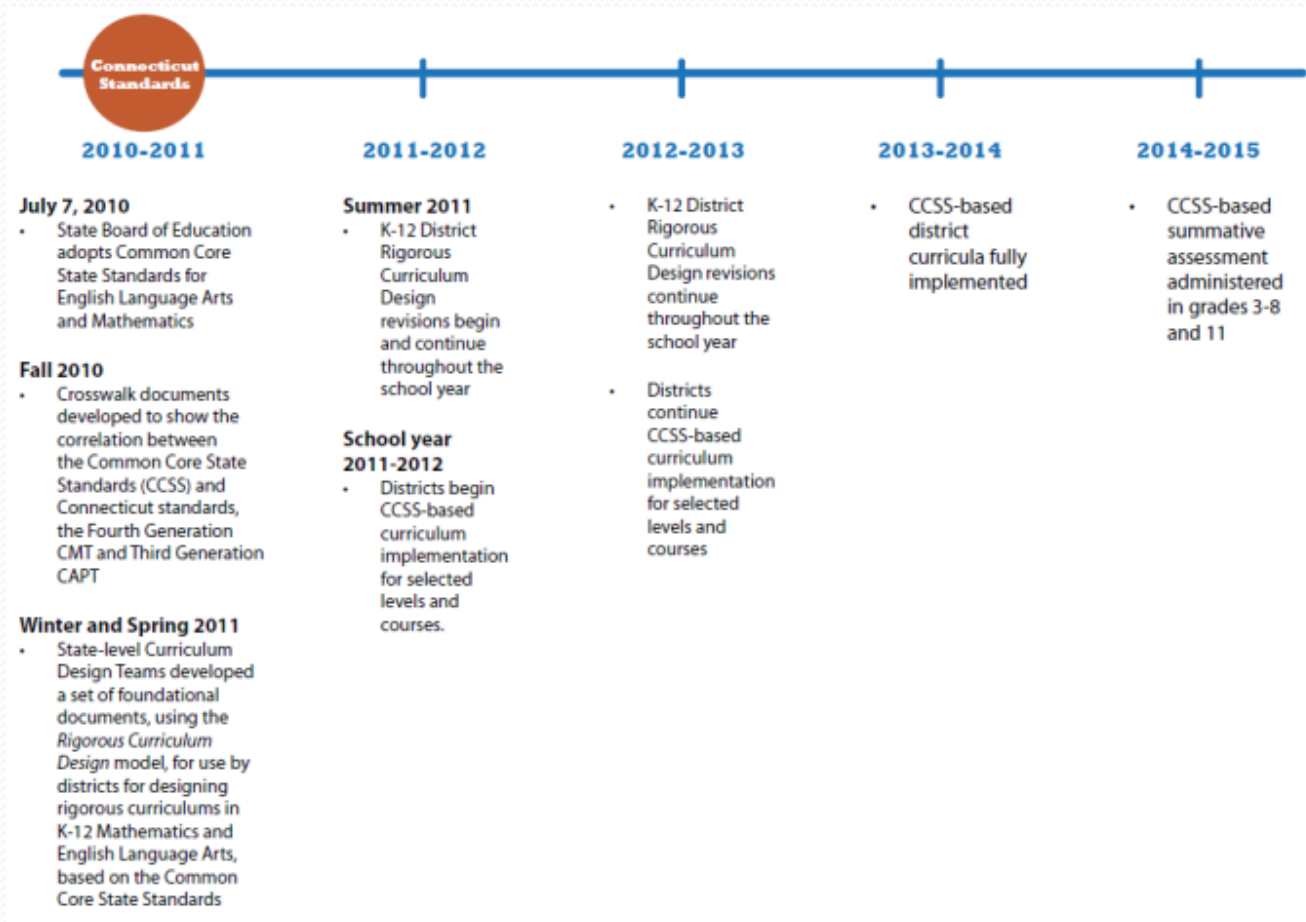 Connecticut
Standards
2010-2011
2011-2012
2012-2013
2013-2014
2014-2015
July 7, 2010
• State Board of Education
adopts Common Core
State Standards for
English Language Arts
and Mathematics
Fall 2010
• Crosswalk documents
developed to show the
correlation between
the Common Core State
Standards (CCSS) and
Connecticut standards,
the Fourth Generation
CMT and Third Generation
CAPT
Winter and Spring 2011
• State-level Curriculum
Design Teams developed
a set of foundational
documents, using the
Rigorous Curriculum
Design model, for use by
districts for designing
rigorous curriculums in
K-12 Mathematics and
English Language Arts,
based on the Common
Core State Standards
Summer 2011
• K-12 District
Rigorous
Curriculum
Design
revisions begin
and continue
throughout the
school year
School year
2011-2012
• Districts begin
CCSS-based
curriculum
implementation
for selected
levels and
courses.
• K-12 District
Rigorous
Curriculum
Design revisions
continue
throughout the
school year
• Districts
continue
CCSS-based
curriculum
implementation
for selected
levels and
courses
• CCSS-based
district
curricula fully
implemented
• CCSS-based
summative
assessment
administered
in grades 3-8
and 11